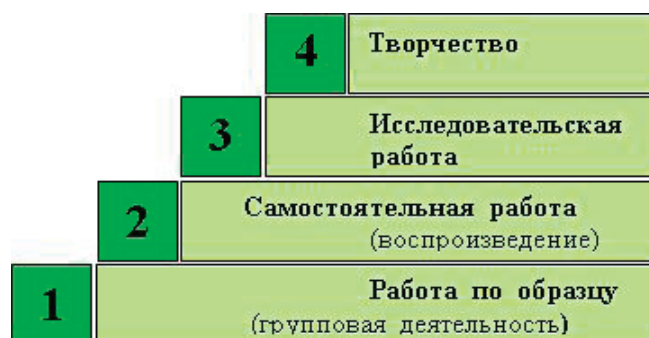 4 Творчество
3 Исследовательская
работа
2 Самостоятельная работа
(воспроизведение)
1 Работа по образцу
(групповая деятельность)